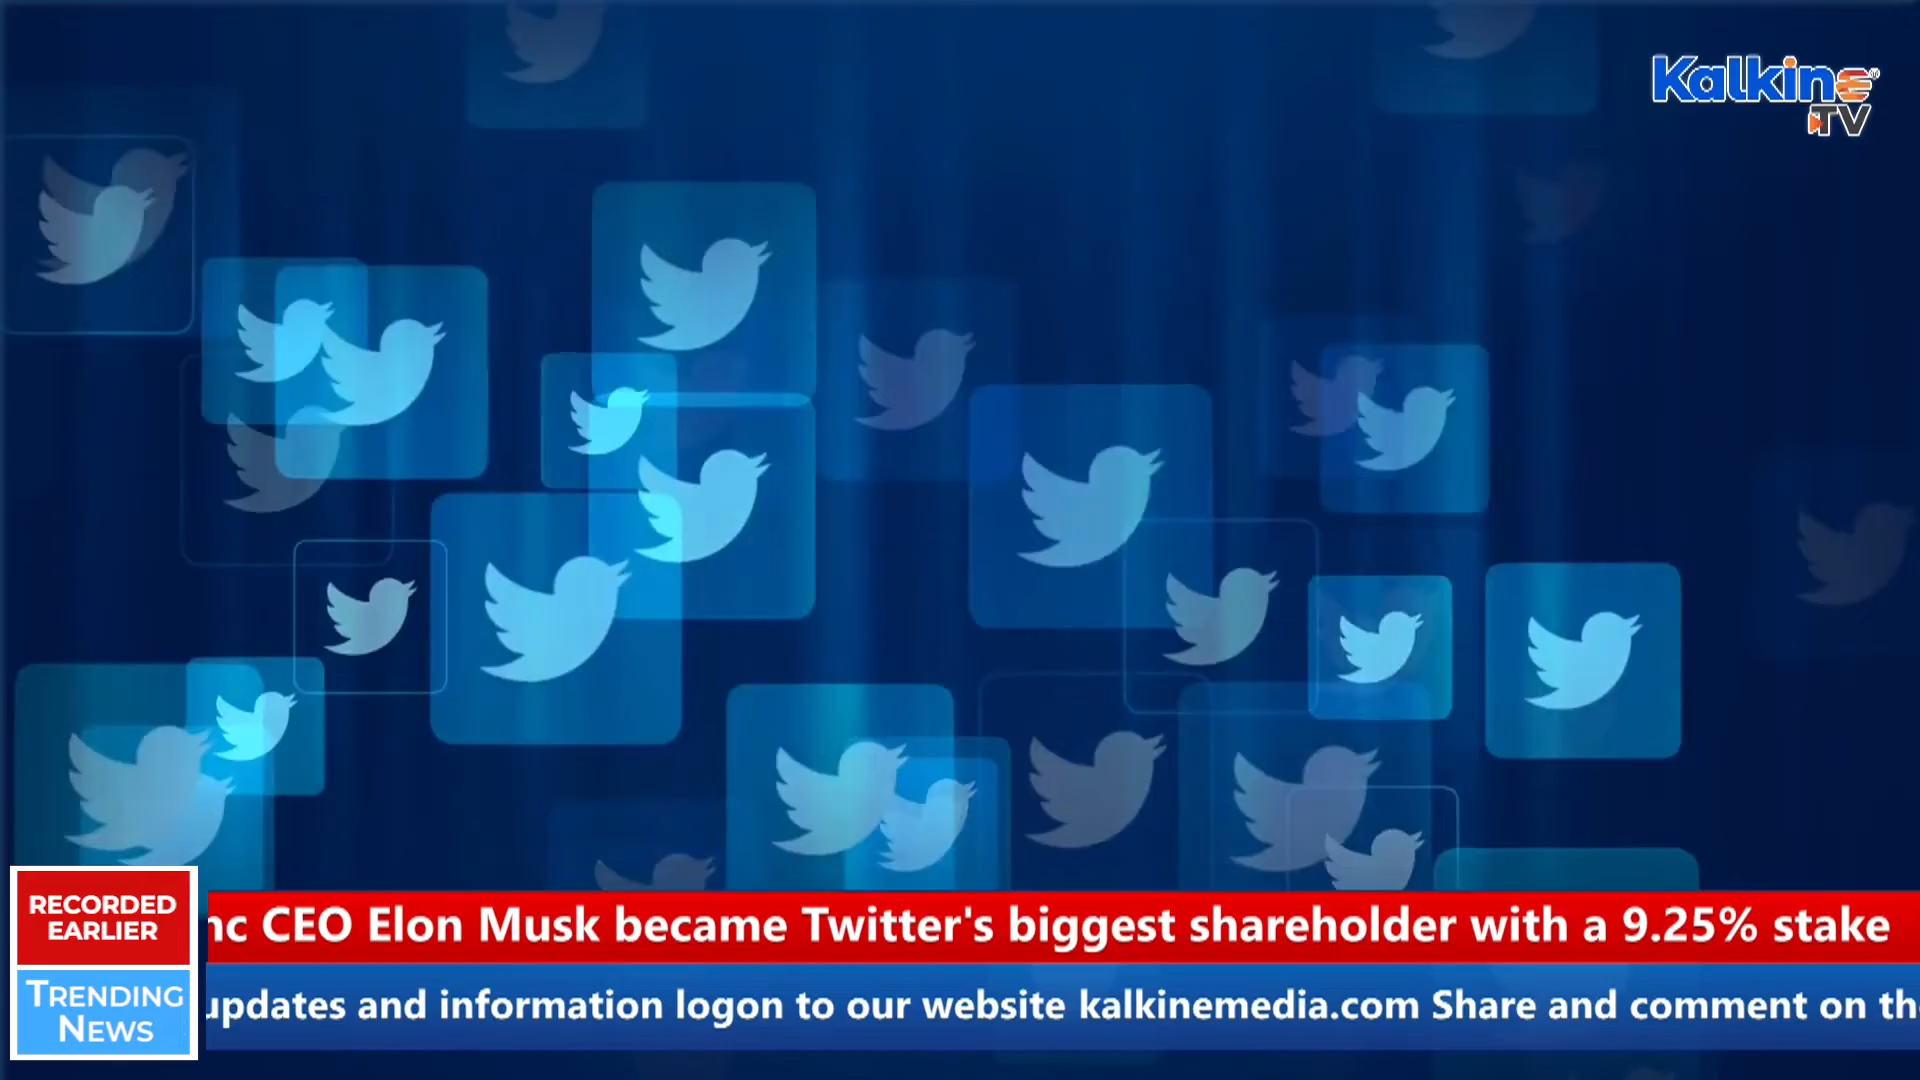 Kalkine
TV
RECORDED
EARLIER
CEO Elon Musk became Twitter's biggest shareholder with a 9.25% stake
TRENDING
NEWS
updates and information logon to our website kalkinemedia.com Share and comment on